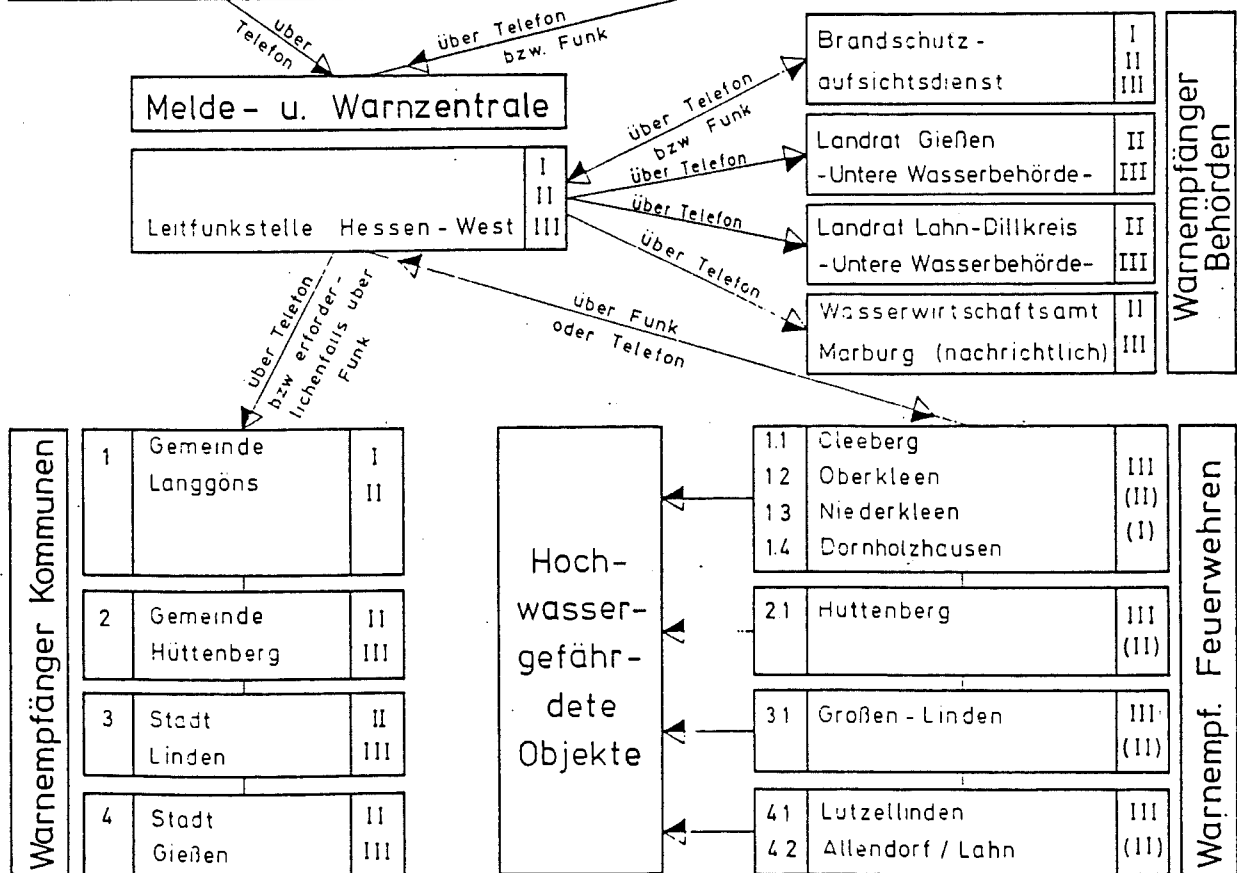 über
Telefon
über Telefon
bzw. Funk
Melde- u. Warnzentrale
Leitfunkstelle Hessen-West
I
II
III
über Telefon
bzw Funk
über Telefon
über Telefon
über Telefon
Brandschutz-
aufsichtsdienst
I
II
III
Landrat Gießen
-Untere Wasserbehörde-
II
III
Landrat Lahn-Dillkreis
-Untere Wasserbehörde-
II
III
Wasserwirtschaftsamt
Marburg (nachrichtlich)
II
III
Warnempfänger
Behörden
über Telefon
bzw erforder-
lichenfalls uber
Funk
über Funk
oder Telefon
Warnempfänger Kommunen
1 Gemeinde
Langgöns
I
II
2 Gemeinde
Hüttenberg
II
III
3 Stadt
Linden
II
III
4 Stadt
Gießen
II
III
Hoch-
wasser-
gefähr-
dete
Objekte
1.1 Cleeberg
1.2 Oberkleen
1.3 Niederkleen
1.4 Dornholzhausen
III
(II)
(I)
2.1 Huttenberg
III
(II)
3.1 Großen-Linden
III
(II)
4.1 Lutzellinden
4.2 Allendorf / Lahn
III
(II)
Warnempf. Feuerwehren